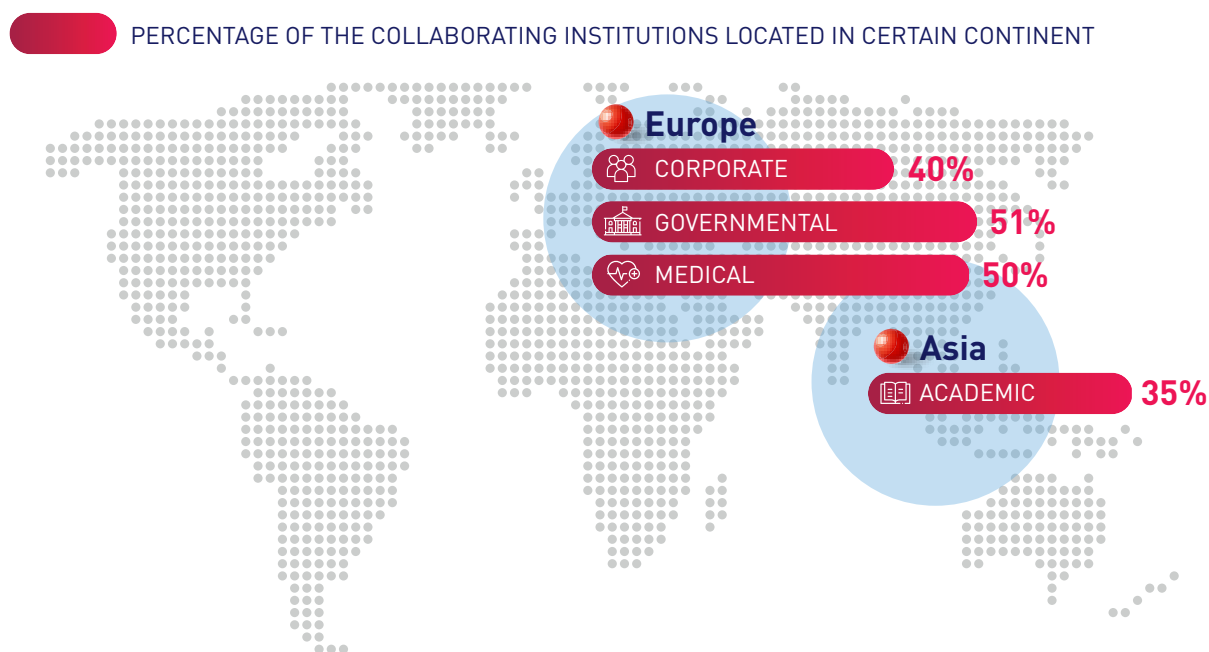 PERCENTAGE OF THE COLLABORATING INSTITUTIONS LOCATED IN CERTAIN CONTINENT
Europe
CORPORATE 40%
GOVERNMENTAL 51%
MEDICAL 50%
Asia
ACADEMIC 35%